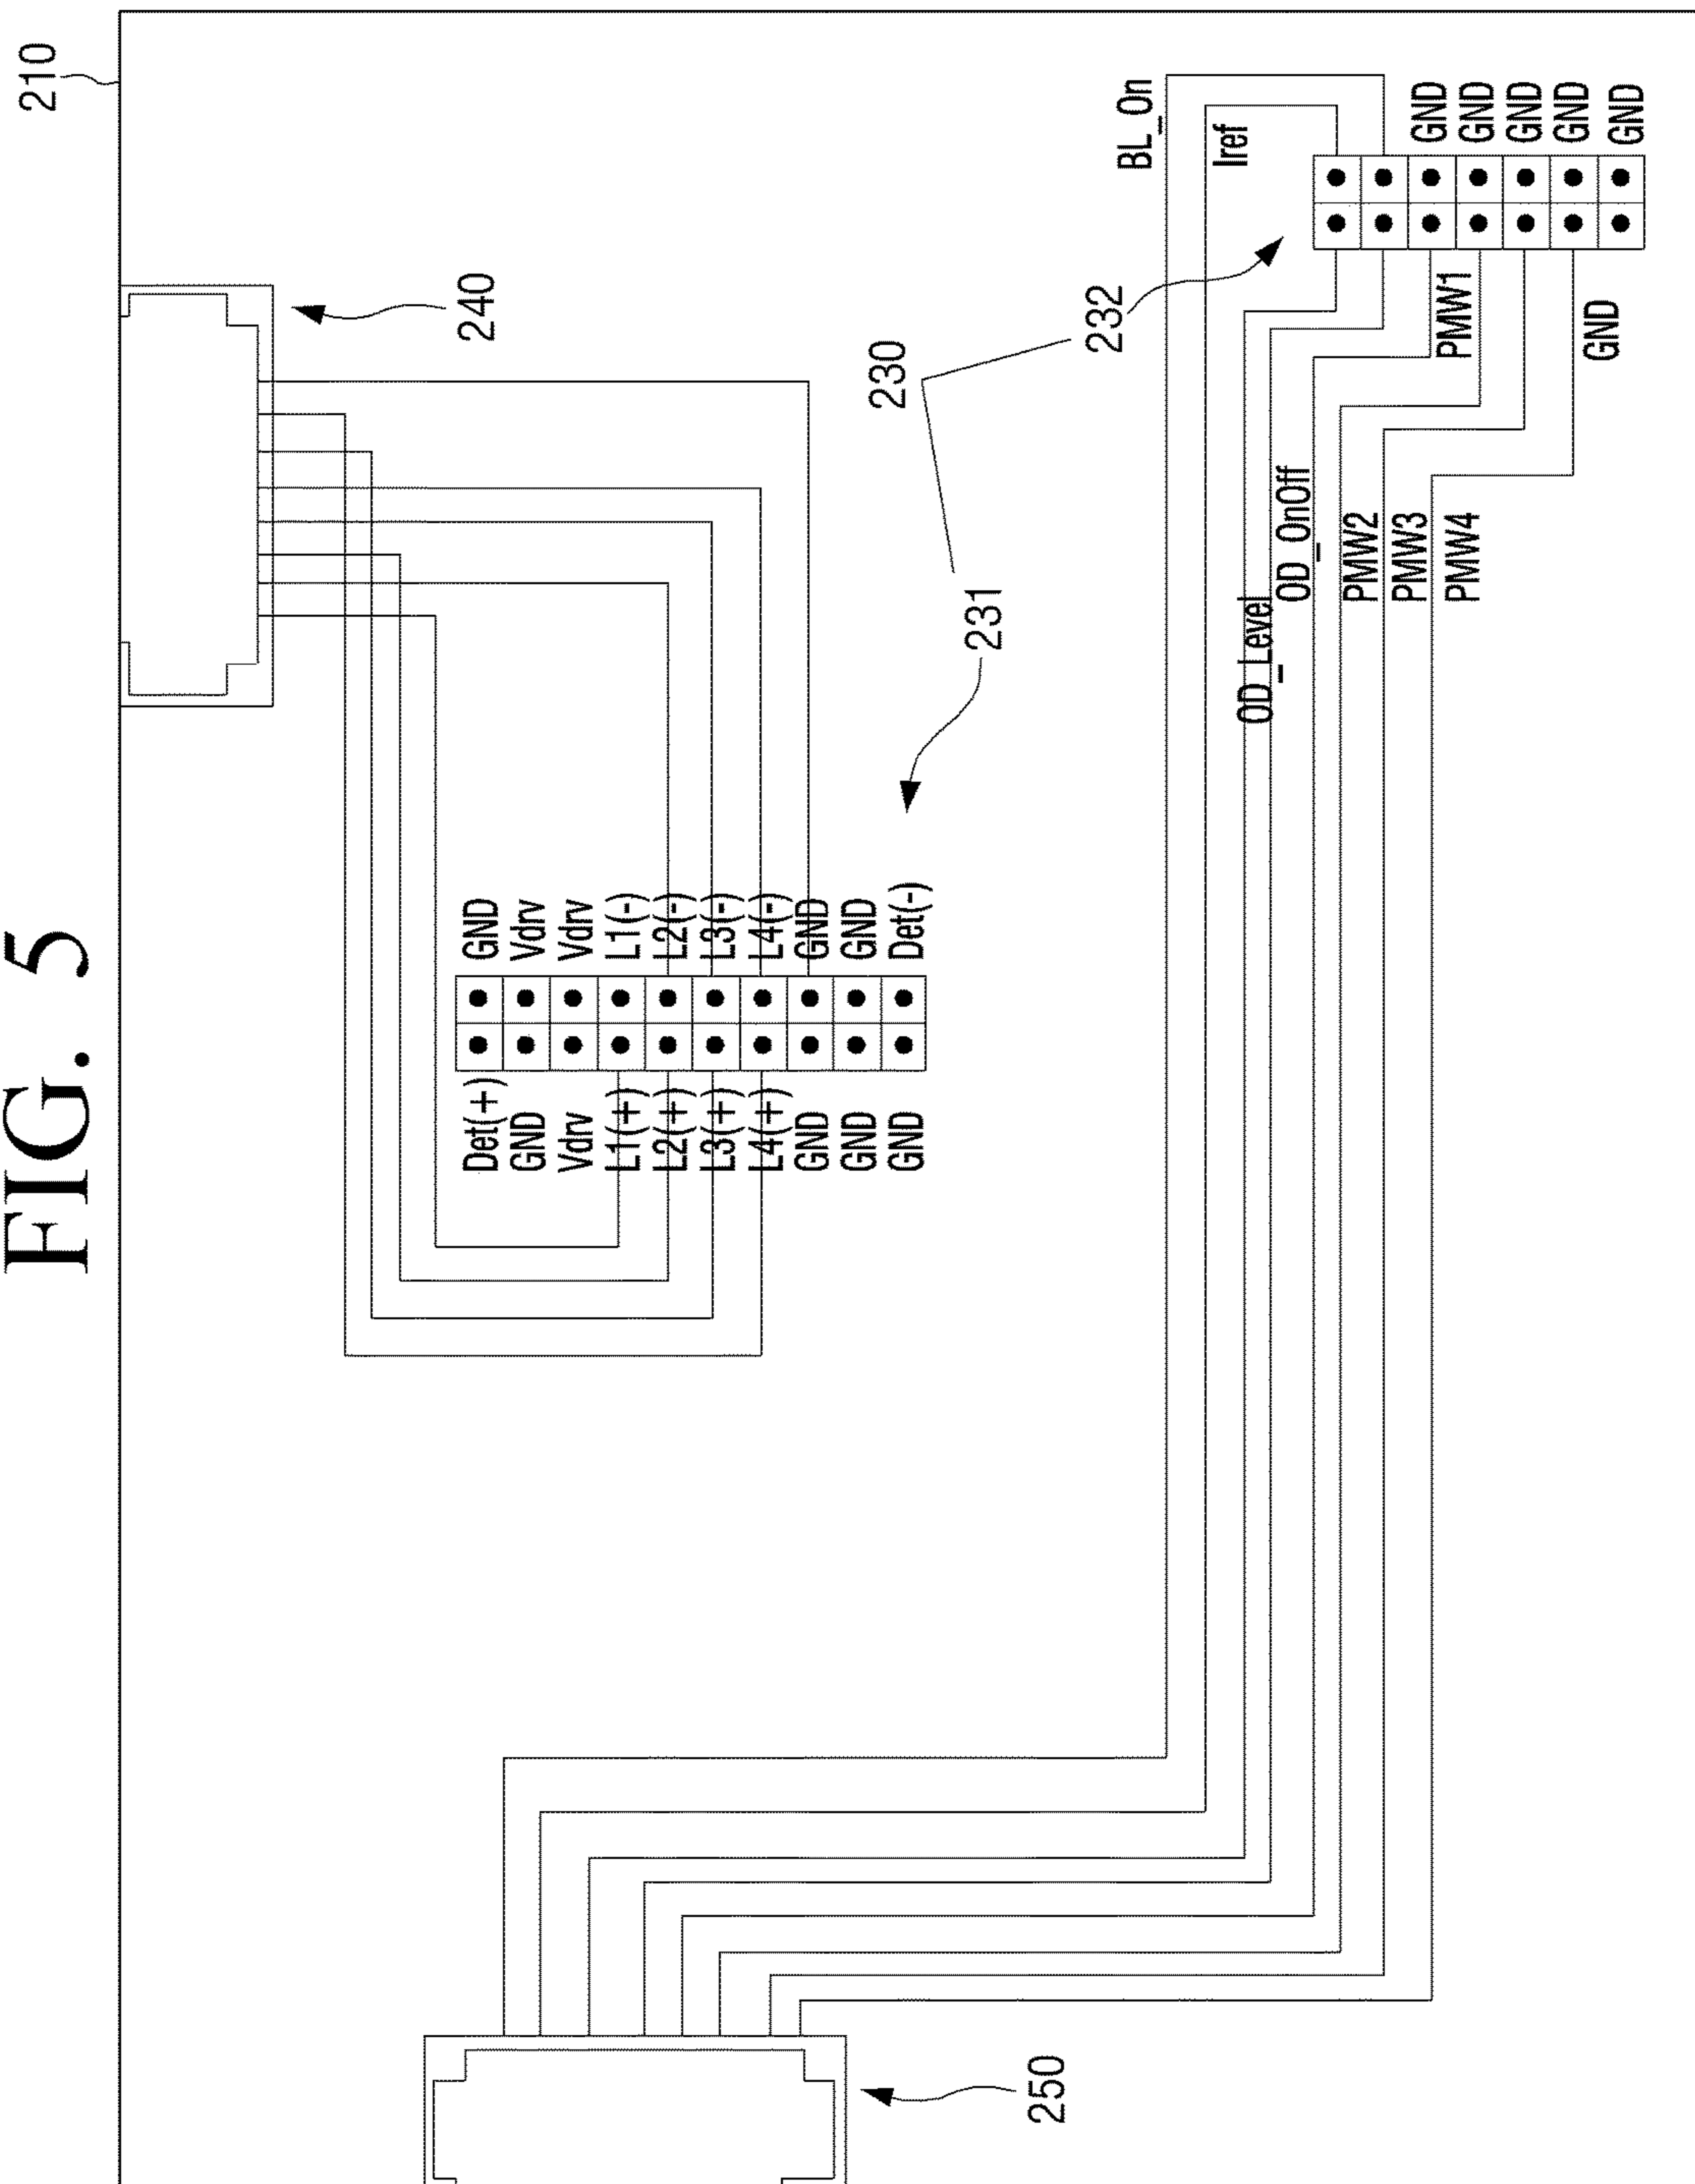 FIG. 5
210
240
230
231
232
250
GND
Vdrv
Vdrv
L1(-)
L2(-)
L3(-)
L4(-)
GND
GND
Det(-)
Det(+)
GND
Vdrv
L1(+)
L2(+)
L3(+)
L4(+)
GND
GND
GND
BL_On
Iref
GND
GND
GND
GND
GND
OD_Level
OD_OnOff
PMW1
PMW2
PMW3
PMW4
GND